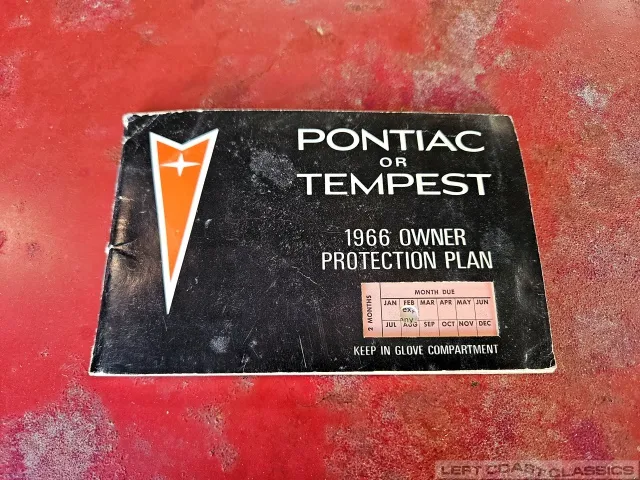 PONTIAC
OR
TEMPEST
1966 OWNER
PROTECTION PLAN
2 MONTHS
MONTH DUE
JAN FEB MAR APR MAY JUN
JUL AUG SEP OCT NOV DEC
KEEP IN GLOVE COMPARTMENT
LEFT COAST CLASSICS